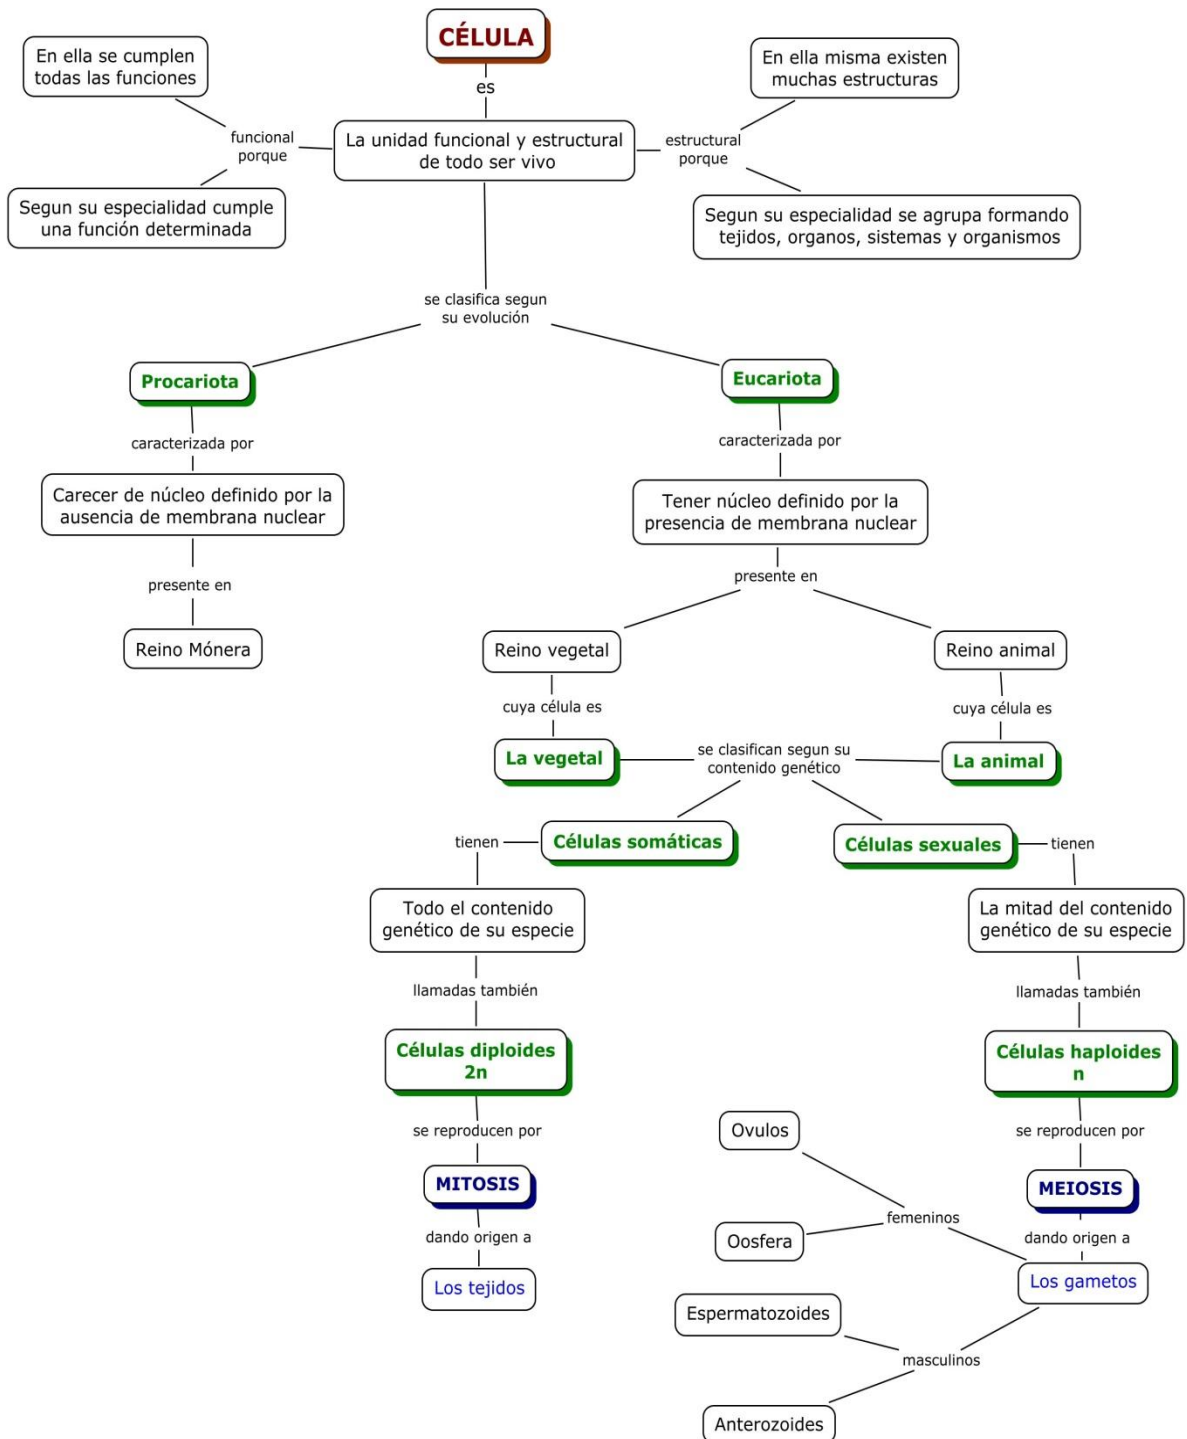 CÉLULA
es
En ella se cumplen
todas las funciones
En ella misma existen
muchas estructuras
funcional
porque
La unidad funcional y estructural
de todo ser vivo
estructural
porque
Segun su especialidad cumple
una función determinada
Segun su especialidad se agrupa formando
tejidos, organos, sistemas y organismos
se clasifica segun
su evolución
Procariota
Eucariota
caracterizada por
caracterizada por
Carecer de núcleo definido por la
ausencia de membrana nuclear
Tener núcleo definido por la
presencia de membrana nuclear
presente en
presente en
Reino Mónera
Reino vegetal
Reino animal
cuya célula es
cuya célula es
La vegetal
se clasifican segun su
contenido genético
La animal
tienen
Células somáticas
Células sexuales
tienen
Todo el contenido
genético de su especie
La mitad del contenido
genético de su especie
llamadas también
llamadas también
Células diploides
2n
Células haploides
n
se reproducen por
se reproducen por
MITOSIS
MEIOSIS
dando origen a
dando origen a
Los tejidos
Los gametos
Ovulos
femeninos
Oosfera
Espermatozoides
masculinos
Anterozoides